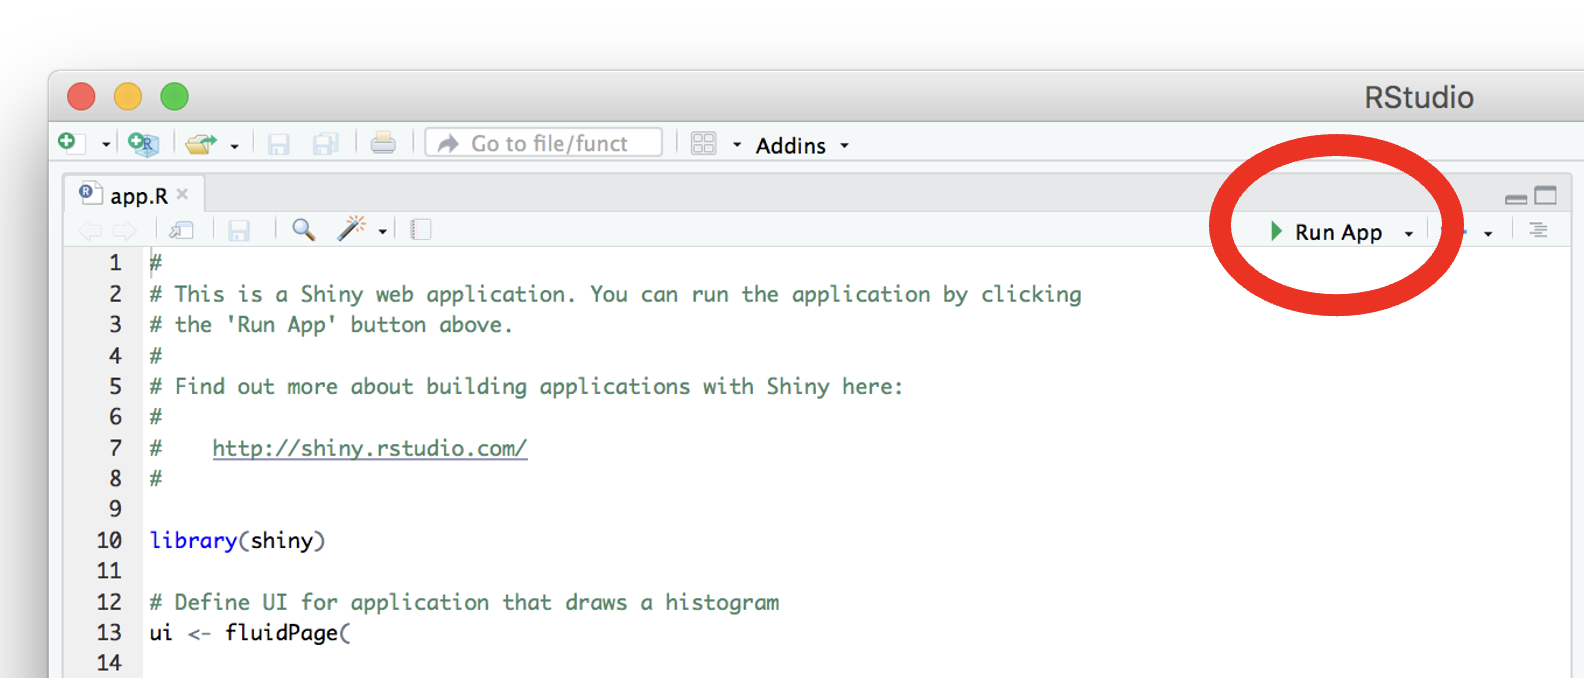 RStudio
Go to file/funct
Addins
app.R
Run App
1 #
2 # This is a Shiny web application. You can run the application by clicking
3 # the 'Run App' button above.
4 #
5 # Find out more about building applications with Shiny here:
6 #
7 #    http://shiny.rstudio.com/
8 #
9
10 library(shiny)
11
12 # Define UI for application that draws a histogram
13 ui <- fluidPage(
14